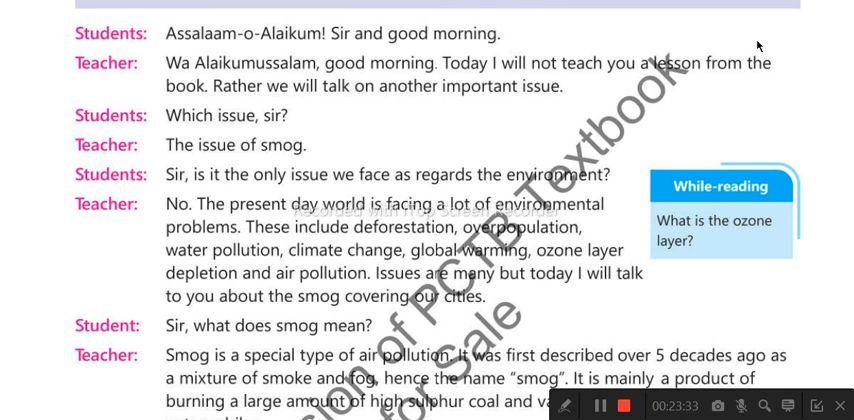 Students: Assalaam-o-Alaikum! Sir and good morning.
Teacher: Wa Alaikumussalam, good morning. Today I will not teach you a lesson from the
book. Rather we will talk on another important issue.
Students: Which issue, sir?
Teacher: The issue of smog.
Students: Sir, is it the only issue we face as regards the environment?
Teacher: No. The present day world is facing a lot of environmental
problems. These include deforestation, overpopulation,
water pollution, climate change, global warming, ozone layer
depletion and air pollution. Issues are many but today I will talk
to you about the smog covering our cities.
While-reading
What is the ozone
layer?
Student: Sir, what does smog mean?
Teacher: Smog is a special type of air pollution. It was first described over 5 decades ago as
a mixture of smoke and fog, hence the name “smog”. It is mainly a product of
burning a large amount of high sulphur coal and
of PCTB Textbook
for Sale
Recorded with iTop Screen Recorder
00:23:33